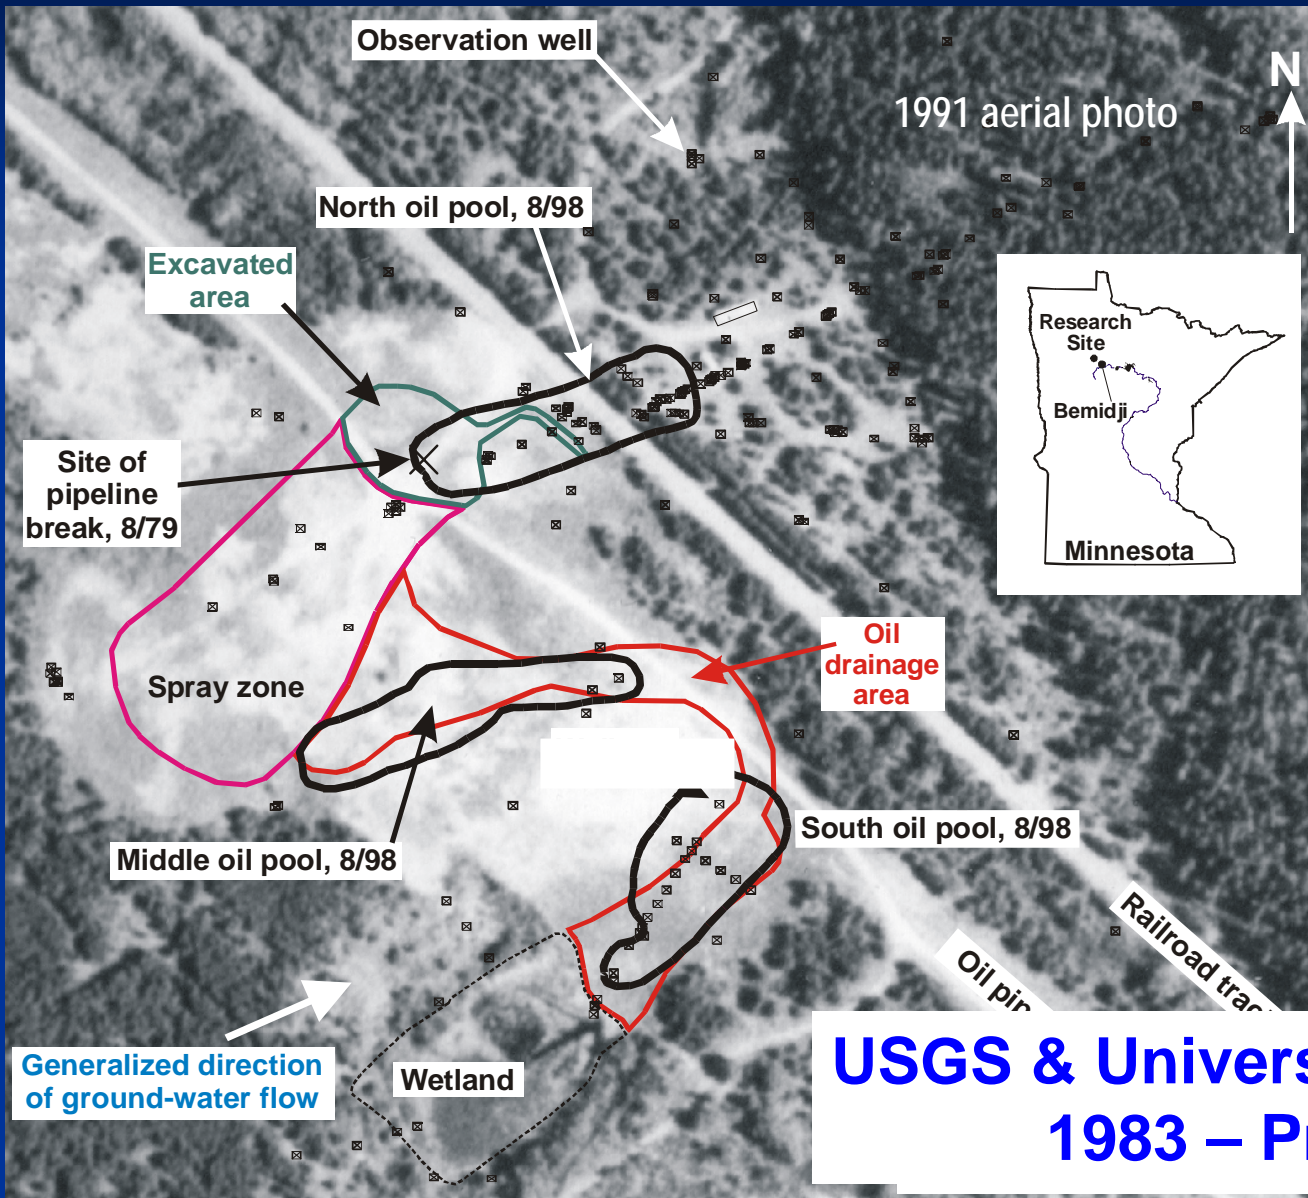 Observation well
N
1991 aerial photo
North oil pool, 8/98
Excavated
area
Research
Site
Bemidji
Minnesota
Site of
pipeline
break, 8/79
Oil
drainage
area
Spray zone
South oil pool, 8/98
Middle oil pool, 8/98
Railroad trac
Oil pip
Generalized direction
of ground-water flow
Wetland
USGS & Univers
1983 – Pr